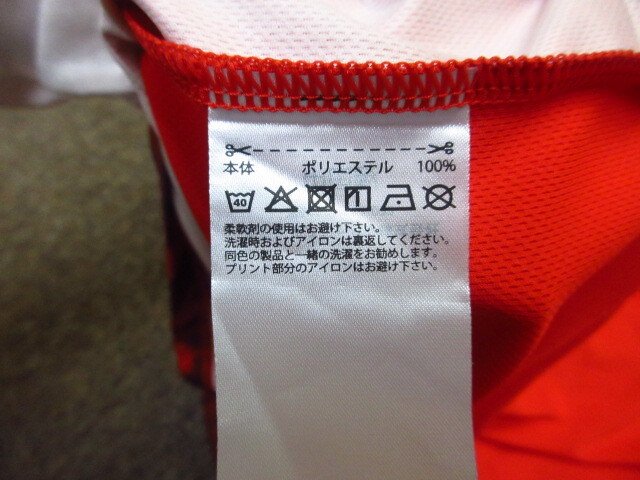 本体 ポリエステル 100%
40
柔軟剤の使用はお避け下さい。
洗濯時およびアイロンは裏返してください。
同色の製品と一緒の洗濯をお勧めします。
プリント部分のアイロンはお避け下さい。